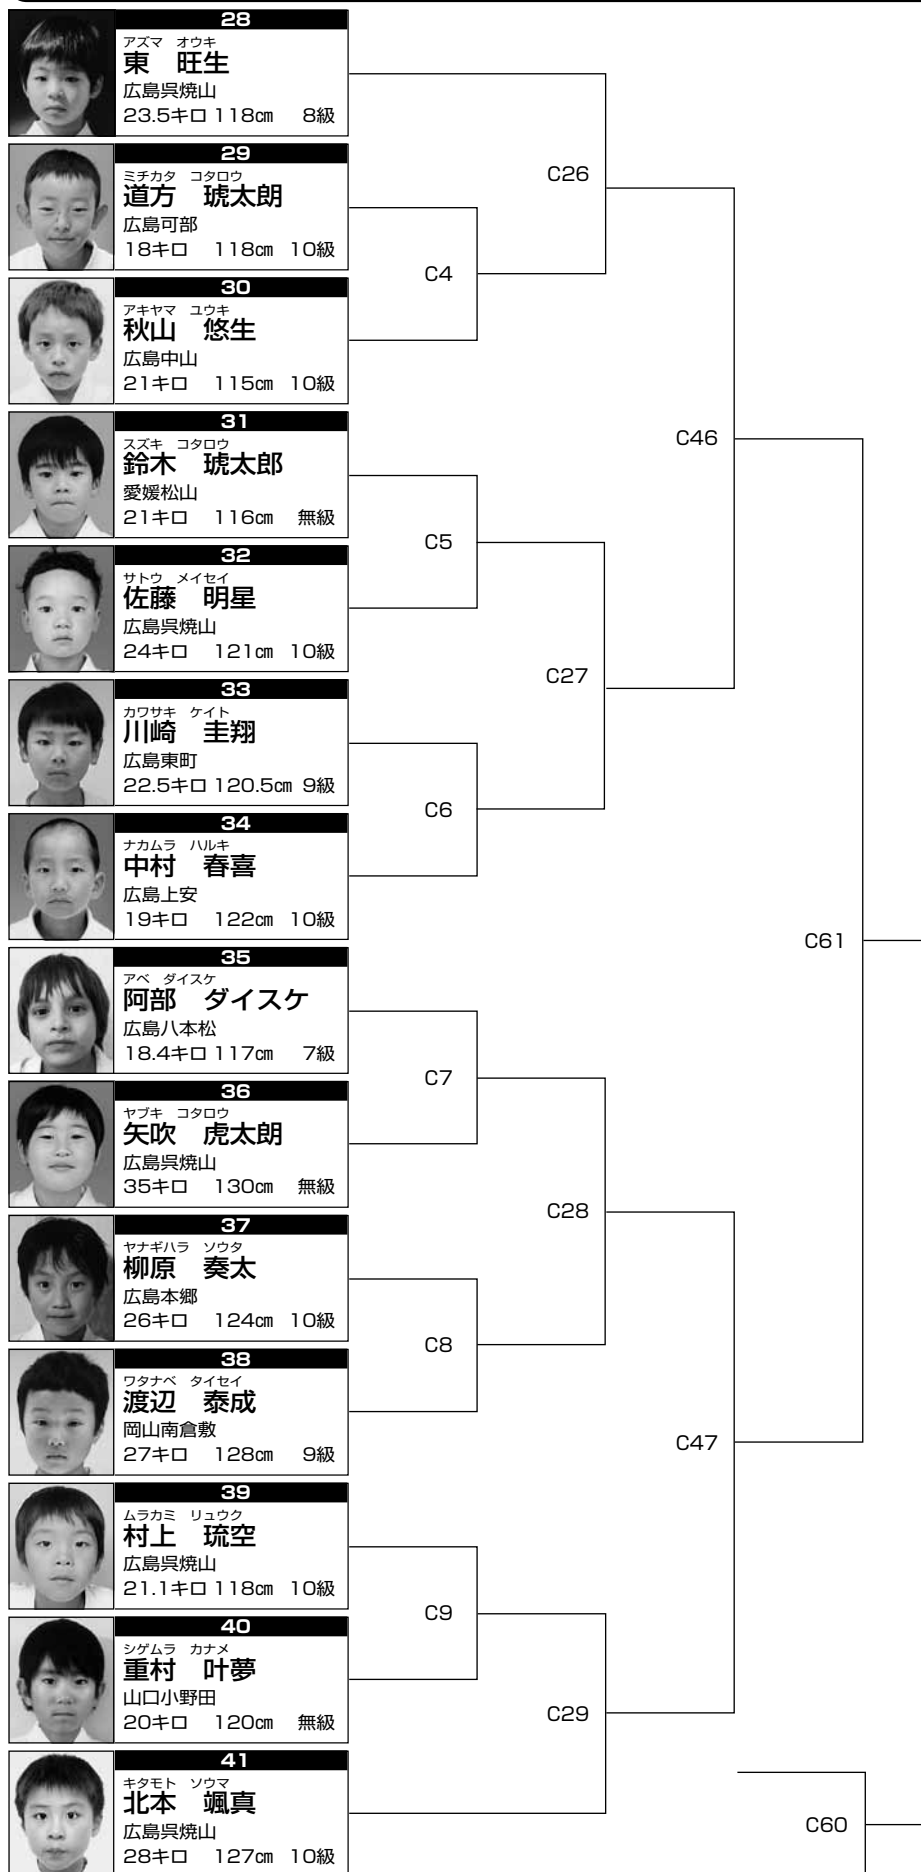 28
アズマ オウキ
東 旺生
広島呉焼山
23.5キロ 118㎝ 8級
29
ミチカタ コタロウ
道方 琥太朗
広島可部
18キロ 118㎝ 10級
30
アキヤマ ユウキ
秋山 悠生
広島中山
21キロ 115㎝ 10級
31
スズキ コタロウ
鈴木 琥太郎
愛媛松山
21キロ 116㎝ 無級
32
サトウ メイセイ
佐藤 明星
広島呉焼山
24キロ 121㎝ 10級
33
カワサキ ケイト
川崎 圭翔
広島東町
22.5キロ 120.5㎝ 9級
34
ナカムラ ハルキ
中村 春喜
広島上安
19キロ 122㎝ 10級
35
アベ ダイスケ
阿部 ダイスケ
広島八本松
18.4キロ 117㎝ 7級
36
ヤブキ コタロウ
矢吹 虎太朗
広島呉焼山
35キロ 130㎝ 無級
37
ヤナギハラ ソウタ
柳原 奏太
広島本郷
26キロ 124㎝ 10級
38
ワタナベ タイセイ
渡辺 泰成
岡山南倉敷
27キロ 128㎝ 9級
39
ムラカミ リュウク
村上 琉空
広島呉焼山
21.1キロ 118㎝ 10級
40
シゲムラ カナメ
重村 叶夢
山口小野田
20キロ 120㎝ 無級
41
キタモト ソウマ
北本 颯真
広島呉焼山
28キロ 127㎝ 10級
C4
C5
C6
C7
C8
C9
C26
C27
C28
C29
C46
C47
C61
C60